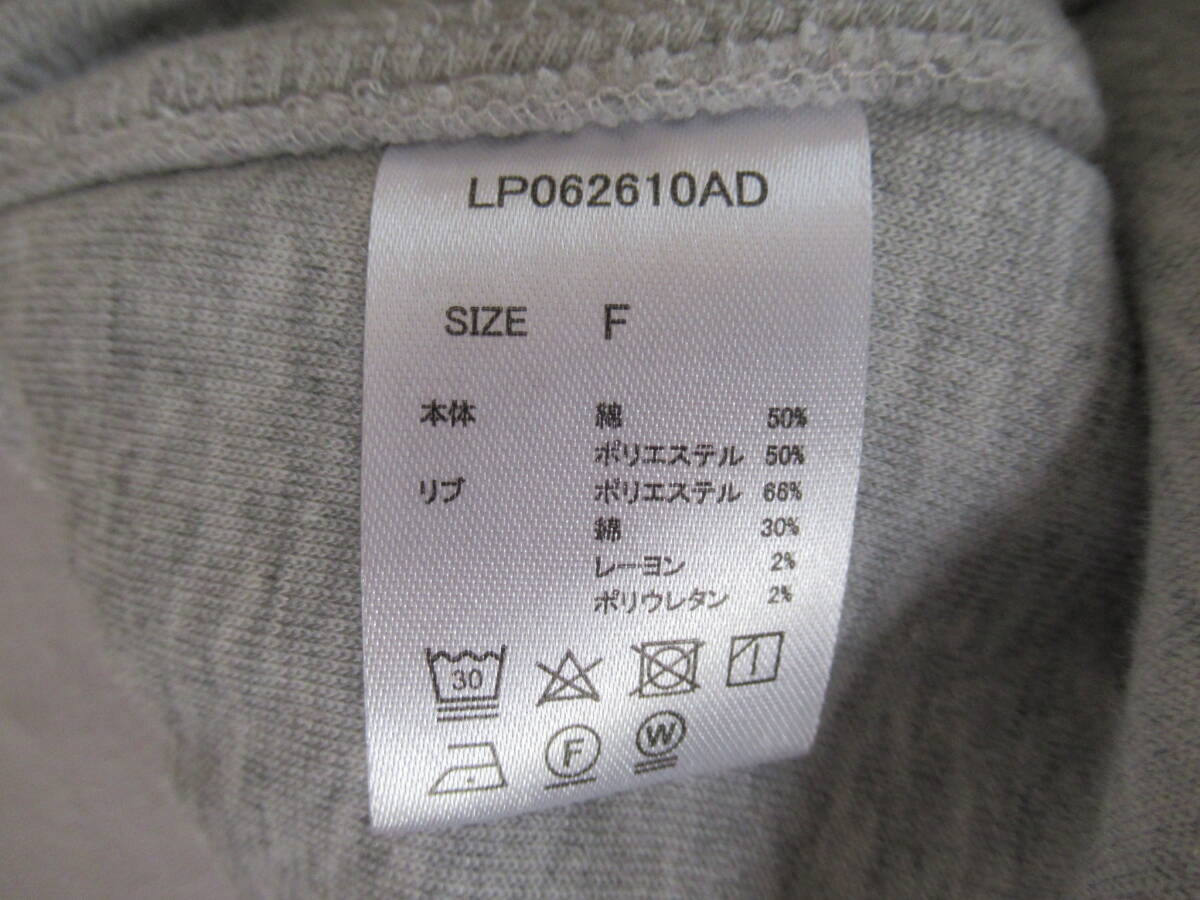 LP062610AD
SIZE F
本体 綿 50%
ポリエステル 50%
リブ ポリエステル 66%
綿 30%
レーヨン 2%
ポリウレタン 2%
30
F W